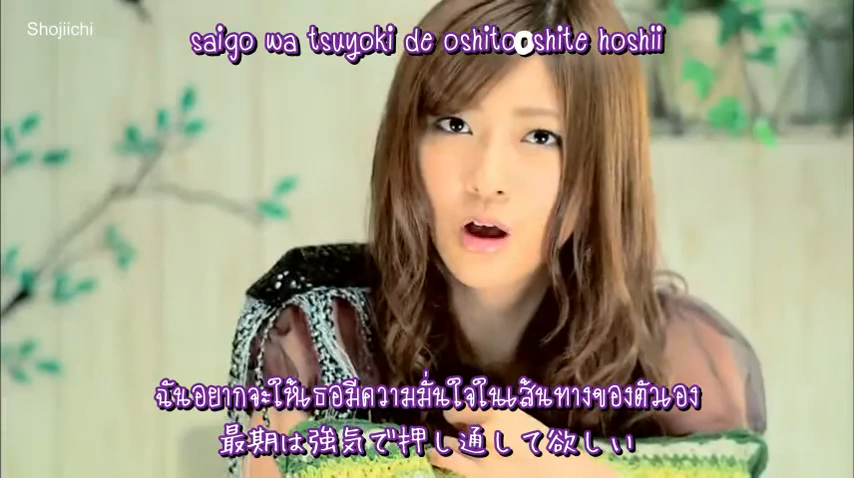 Shojiichi
saigo wa tsuyoki de oshitooshite hoshii
ฉันอยากจะให้เธอมีความมั่นใจในเส้นทางของตัวเอง
最期は強気で押し通して欲しい